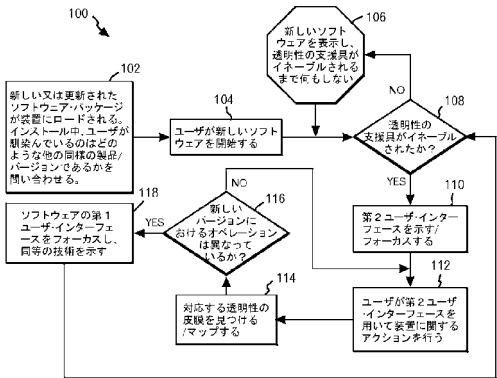 100
102
新しい又は更新された
ソフトウェア・パッケージ
が装置にロードされる。
インストール中、ユーザが
馴染んでいるのはどの
ような他の同様の製品/
バージョンであるかを
問い合わせる。
104
ユーザが新しいソフト
ウェアを開始する
106
新しいソフト
ウェアを表示し、
透明性の支援具が
イネーブルされる
まで何もしない
NO
108
透明性の
支援具がイネーブル
されたか?
YES
110
第2ユーザ・インター
フェースを示す/
フォーカスする
112
ユーザが第2ユーザ
・インターフェースを
用いて装置に関する
アクションを行う
114
対応する透明性の
皮膜を見つける
/マップする
116
新しい
バージョンに
おけるオペレーション
は異なって
いるか?
NO
YES
118
ソフトウェアの第1
ユーザ・インターフ
ェースをフォーカスし、
同等の技術を示す